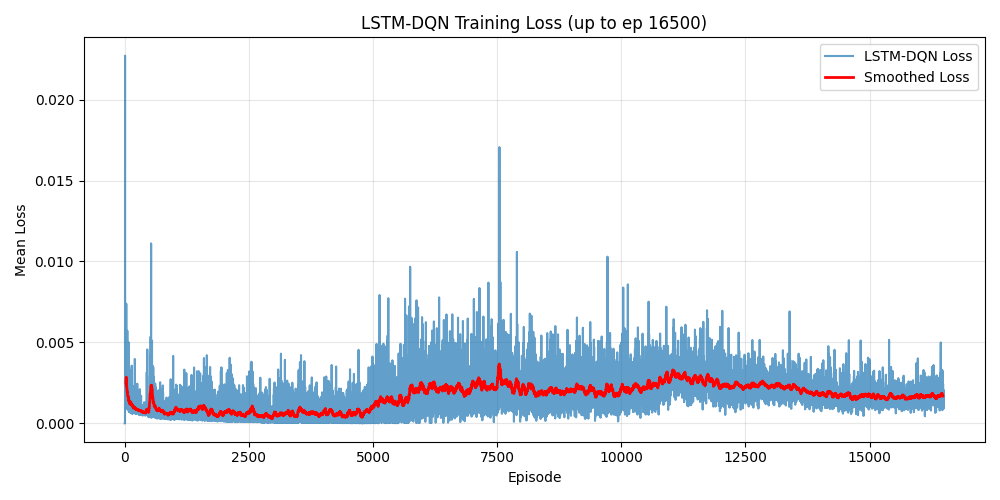 LSTM-DQN Training Loss (up to ep 16500)
LSTM-DQN Loss
Smoothed Loss
0.020
0.015
0.010
0.005
0.000
Mean Loss
0
2500
5000
7500
10000
12500
15000
Episode